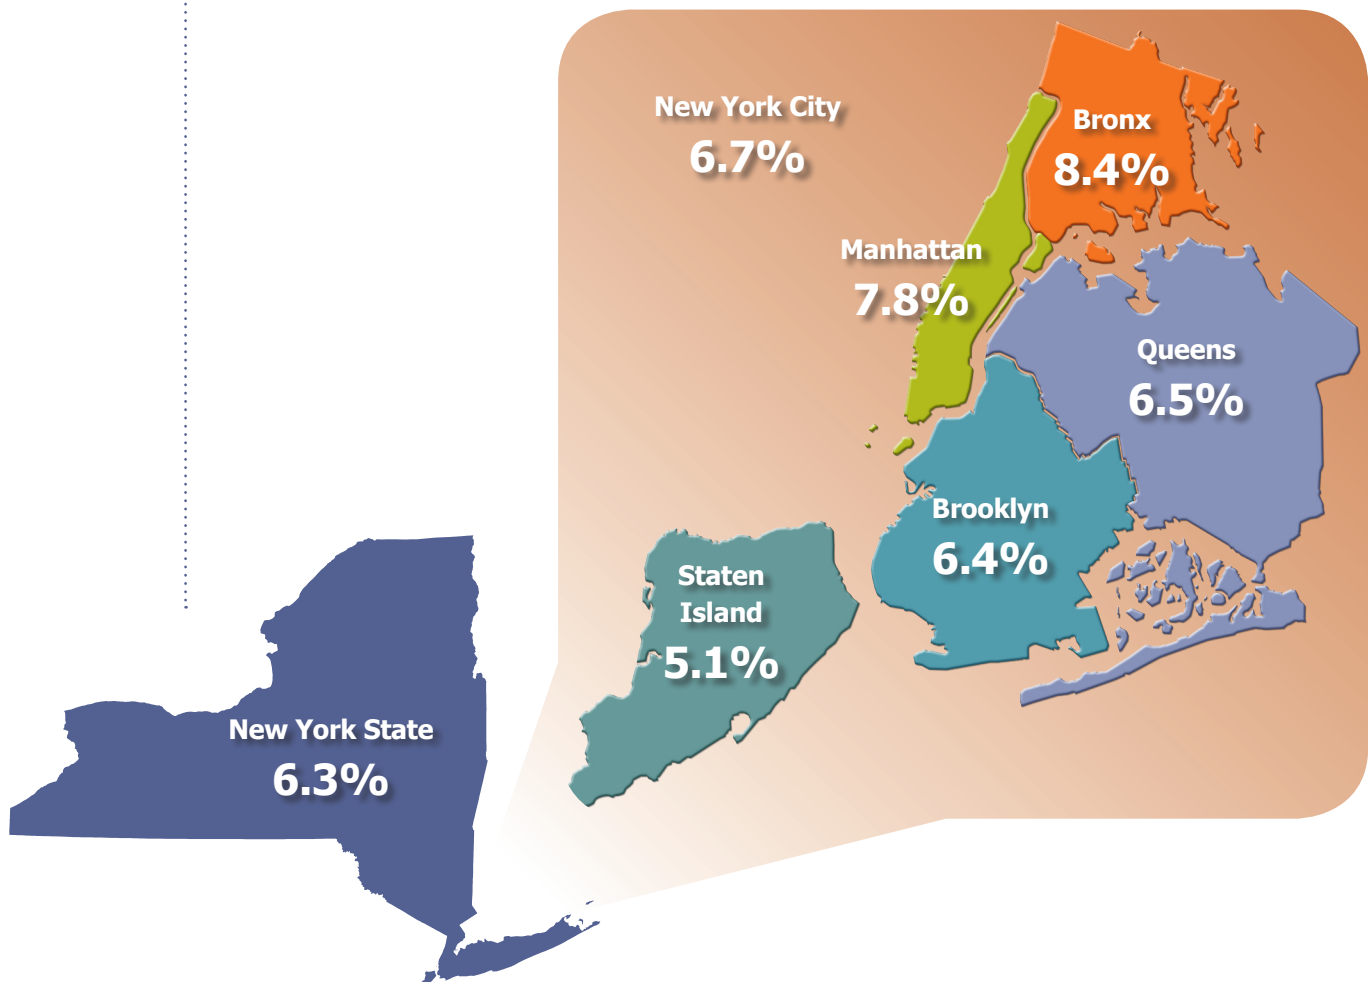 New York City
6.7%
Bronx
8.4%
Manhattan
7.8%
Queens
6.5%
Brooklyn
6.4%
Staten
Island
5.1%
New York State
6.3%